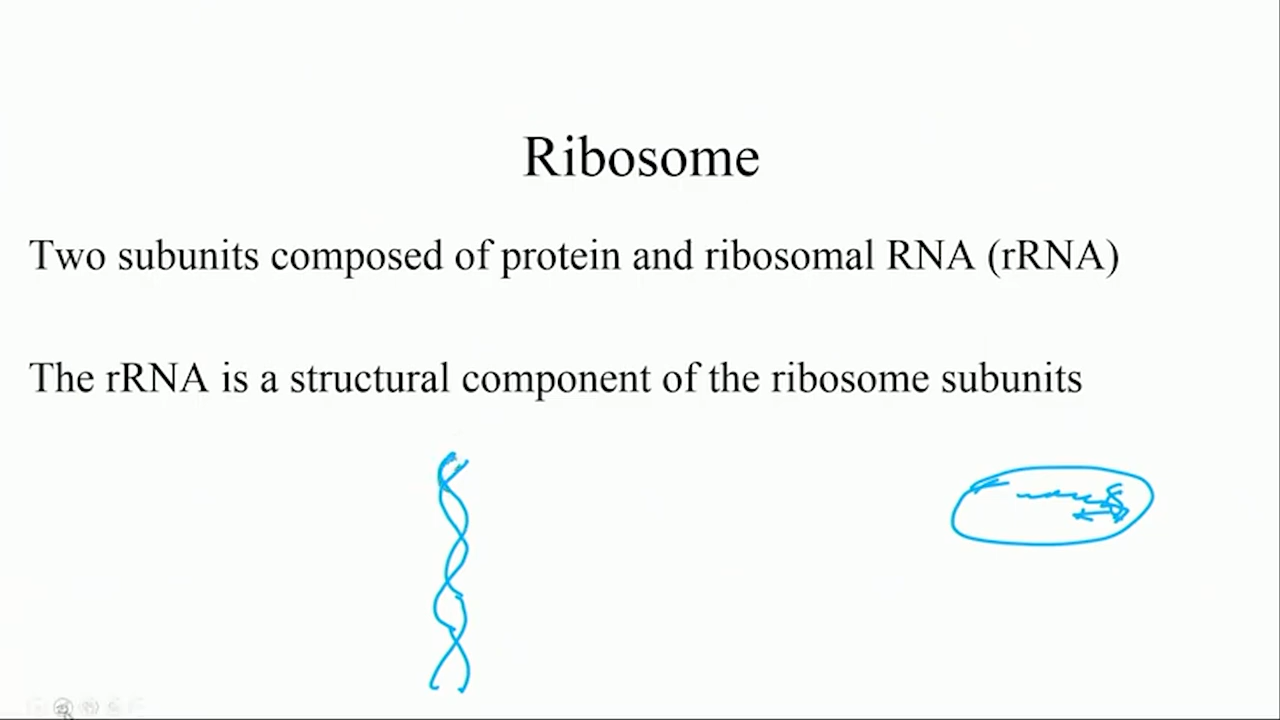 Ribosome
Two subunits composed of protein and ribosomal RNA (rRNA)
The rRNA is a structural component of the ribosome subunits